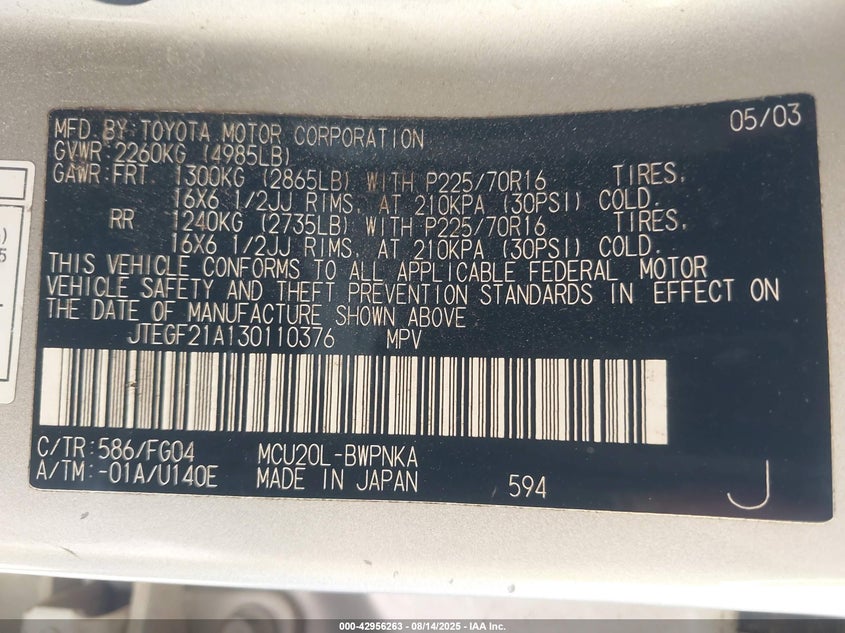 05/03
MFD. BY: TOYOTA MOTOR CORPORATION
GVWR: 2260KG (4985LB)
GAWR: FRT 1300KG (2865LB) WITH P225/70R16 TIRES,
16X6 1/2JJ RIMS, AT 210KPA (30PSI) COLD.
RR 1240KG (2735LB) WITH P225/70R16 TIRES,
16X6 1/2JJ RIMS, AT 210KPA (30PSI) COLD.
THIS VEHICLE CONFORMS TO ALL APPLICABLE FEDERAL MOTOR
VEHICLE SAFETY AND THEFT PREVENTION STANDARDS IN EFFECT ON
THE DATE OF MANUFACTURE SHOWN ABOVE
JTEGF21A130110376 MPV
C/TR: 586/FG04 MCU20L-BWPNKA
A/TM: -01A/U140E MADE IN JAPAN 594 J
000-42956263 - 08/14/2025 - IAA Inc.